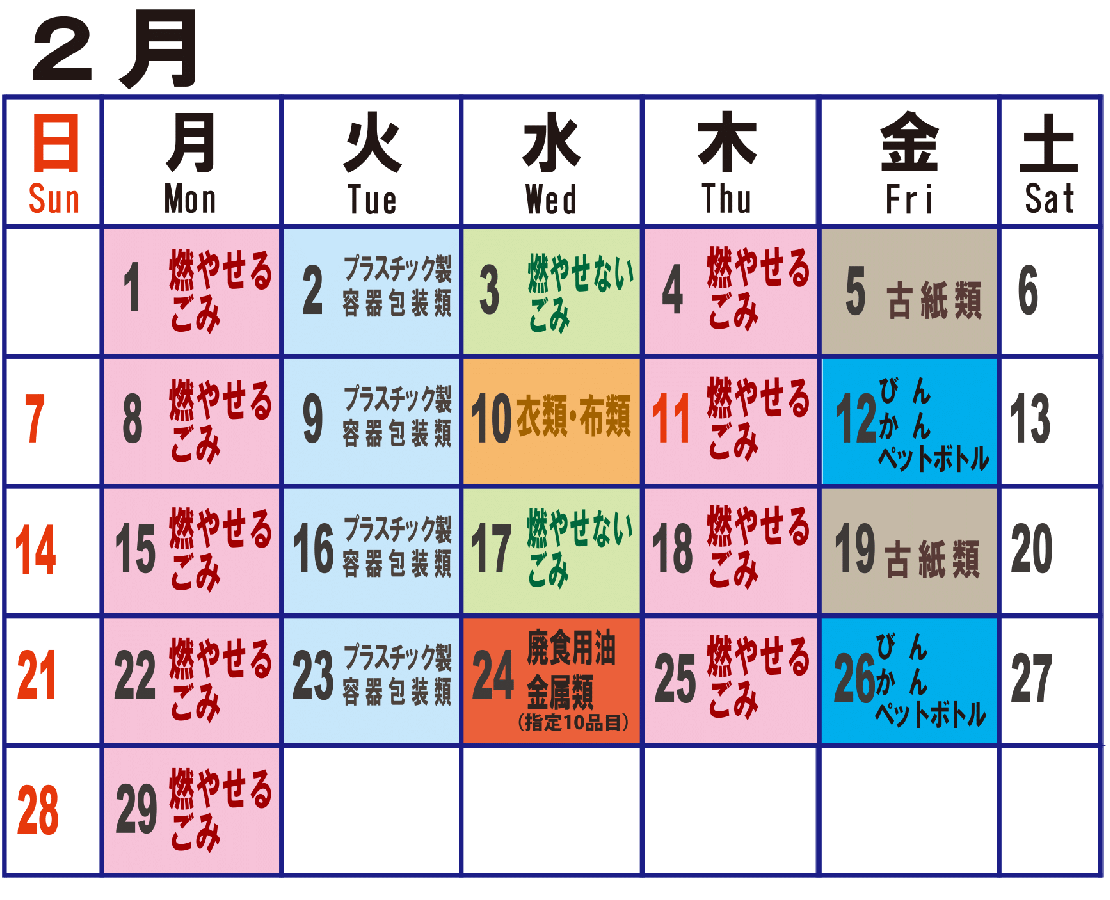 2月
日 月 火 水 木 金 土
Sun Mon Tue Wed Thu Fri Sat
1 燃やせる
ごみ
2 プラスチック製
容器包装類
3 燃やせない
ごみ
4 燃やせる
ごみ
5 古紙類
6
7
8 燃やせる
ごみ
9 プラスチック製
容器包装類
10 衣類・布類
11 燃やせる
ごみ
12 びん
かん
ペットボトル
13
14
15 燃やせる
ごみ
16 プラスチック製
容器包装類
17 燃やせない
ごみ
18 燃やせる
ごみ
19 古紙類
20
21
22 燃やせる
ごみ
23 プラスチック製
容器包装類
24 廃食用油
金属類
(指定10品目)
25 燃やせる
ごみ
26 びん
かん
ペットボトル
27
28
29 燃やせる
ごみ